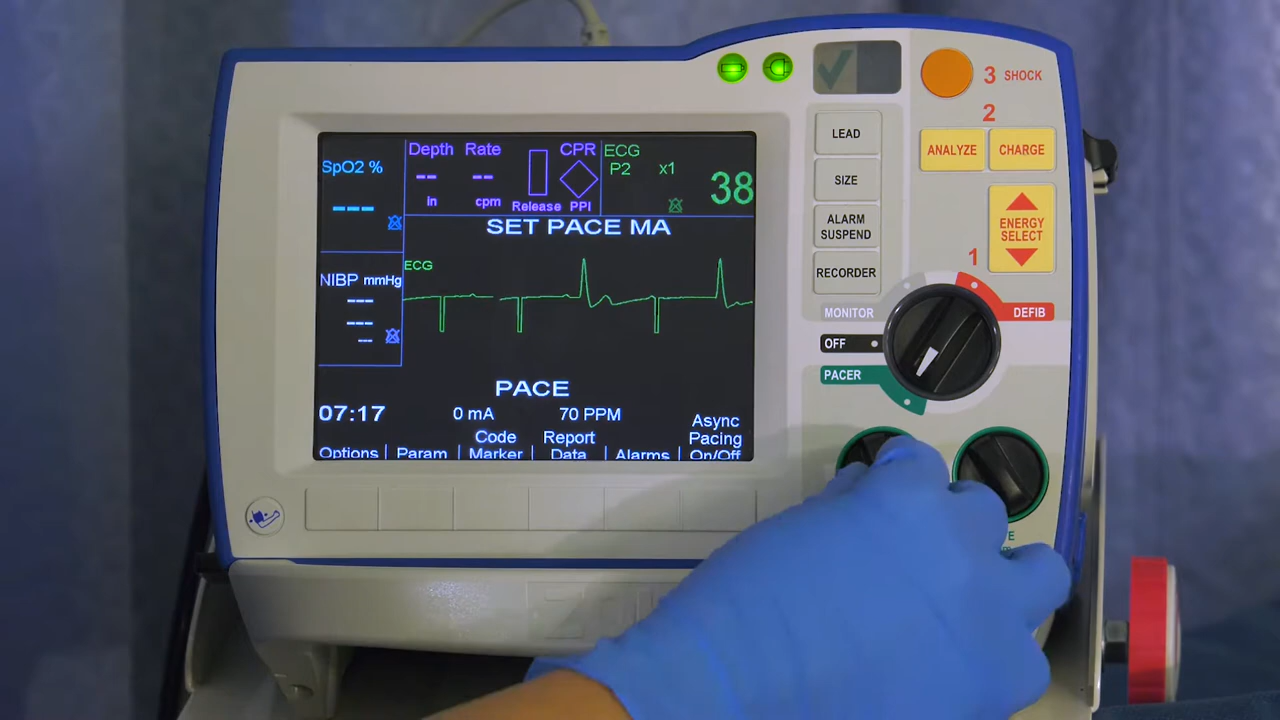 3 SHOCK
2
ANALYZE CHARGE
ENERGY
SELECT
1
LEAD
SIZE
ALARM
SUSPEND
RECORDER
MONITOR
DEFIB
OFF
PACER
SpO2 %
---
Depth Rate
-- --
in cpm
CPR
Release PPI
ECG
P2 x1
38
SET PACE MA
NIBP mmHg
---
---
--
ECG
PACE
07:17 0 mA 70 PPM
Options
Param
Code
Marker
Report
Data
Alarms
Async
Pacing
On/Off